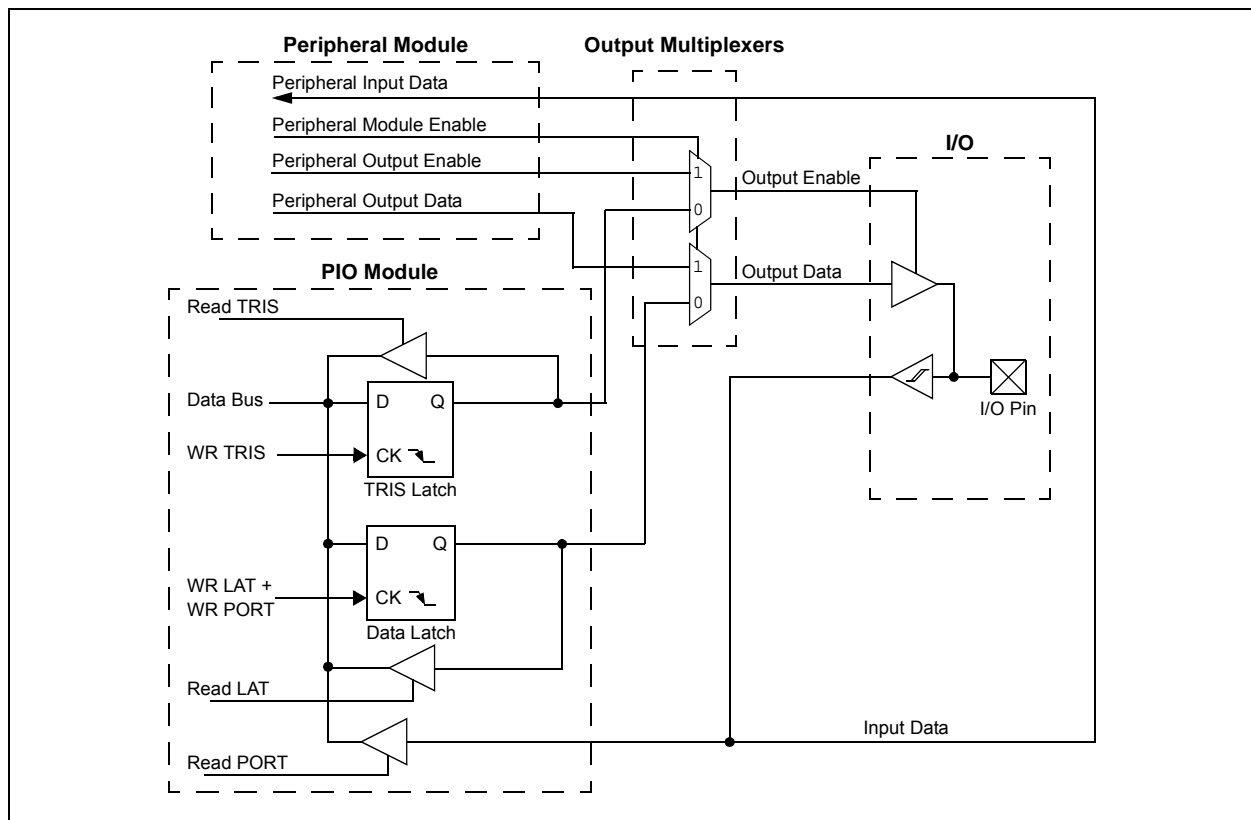 Peripheral Module
Output Multiplexers
Peripheral Input Data
Peripheral Module Enable
Peripheral Output Enable
Peripheral Output Data
1
0
1
0
Output Enable
Output Data
I/O
I/O Pin
PIO Module
Read TRIS
Data Bus
D Q
WR TRIS
CK
TRIS Latch
D Q
WR LAT +
WR PORT
CK
Data Latch
Read LAT
Read PORT
Input Data